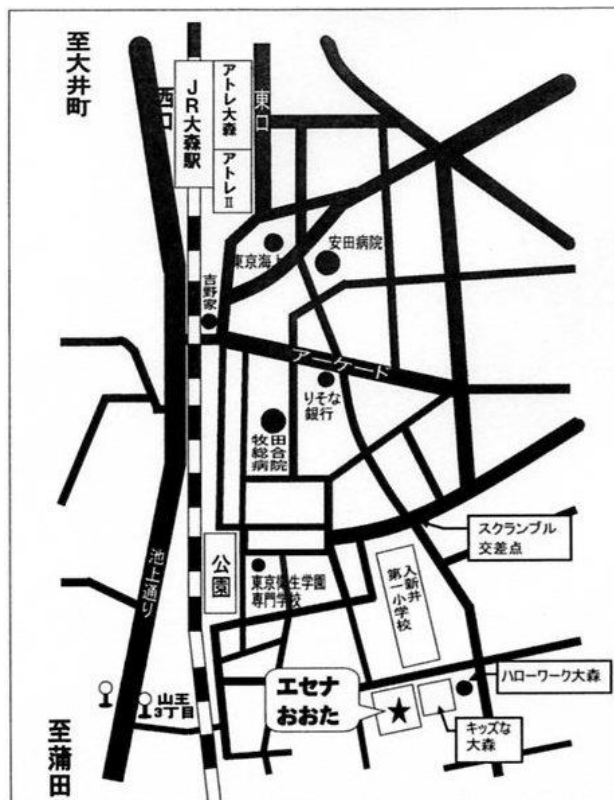 至大井町
西口
JR大森駅
アトレ大森
アトレⅡ
東口
東京海上
安田病院
吉野家
アーケード
りそな
銀行
牧田
総合
病院
スクランブル
交差点
池上通り
公園
東京衛生学園
専門学校
入新井
第一小学校
ハローワーク大森
エセナ
おおた
キッズな
大森
山王
3丁目
至蒲田